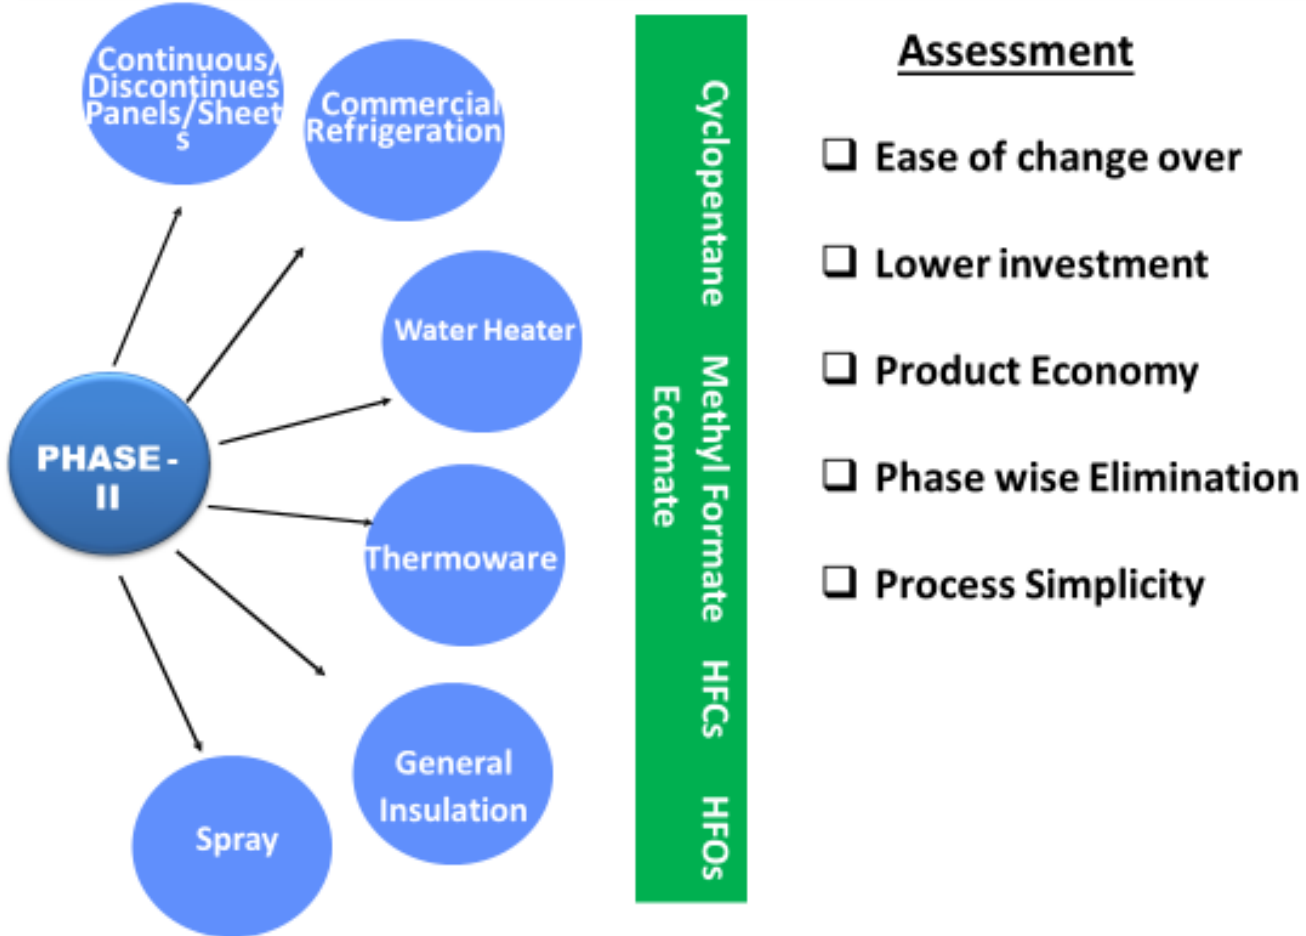 Continuous/
Discontinues
Panels/Sheet
s
Commercial
Refrigeration
Water Heater
PHASE -
II
Thermoware
General
Insulation
Spray
Cyclopentane Methyl Formate HFCs HFOs
Ecomate
Assessment
❑ Ease of change over
❑ Lower investment
❑ Product Economy
❑ Phase wise Elimination
❑ Process Simplicity